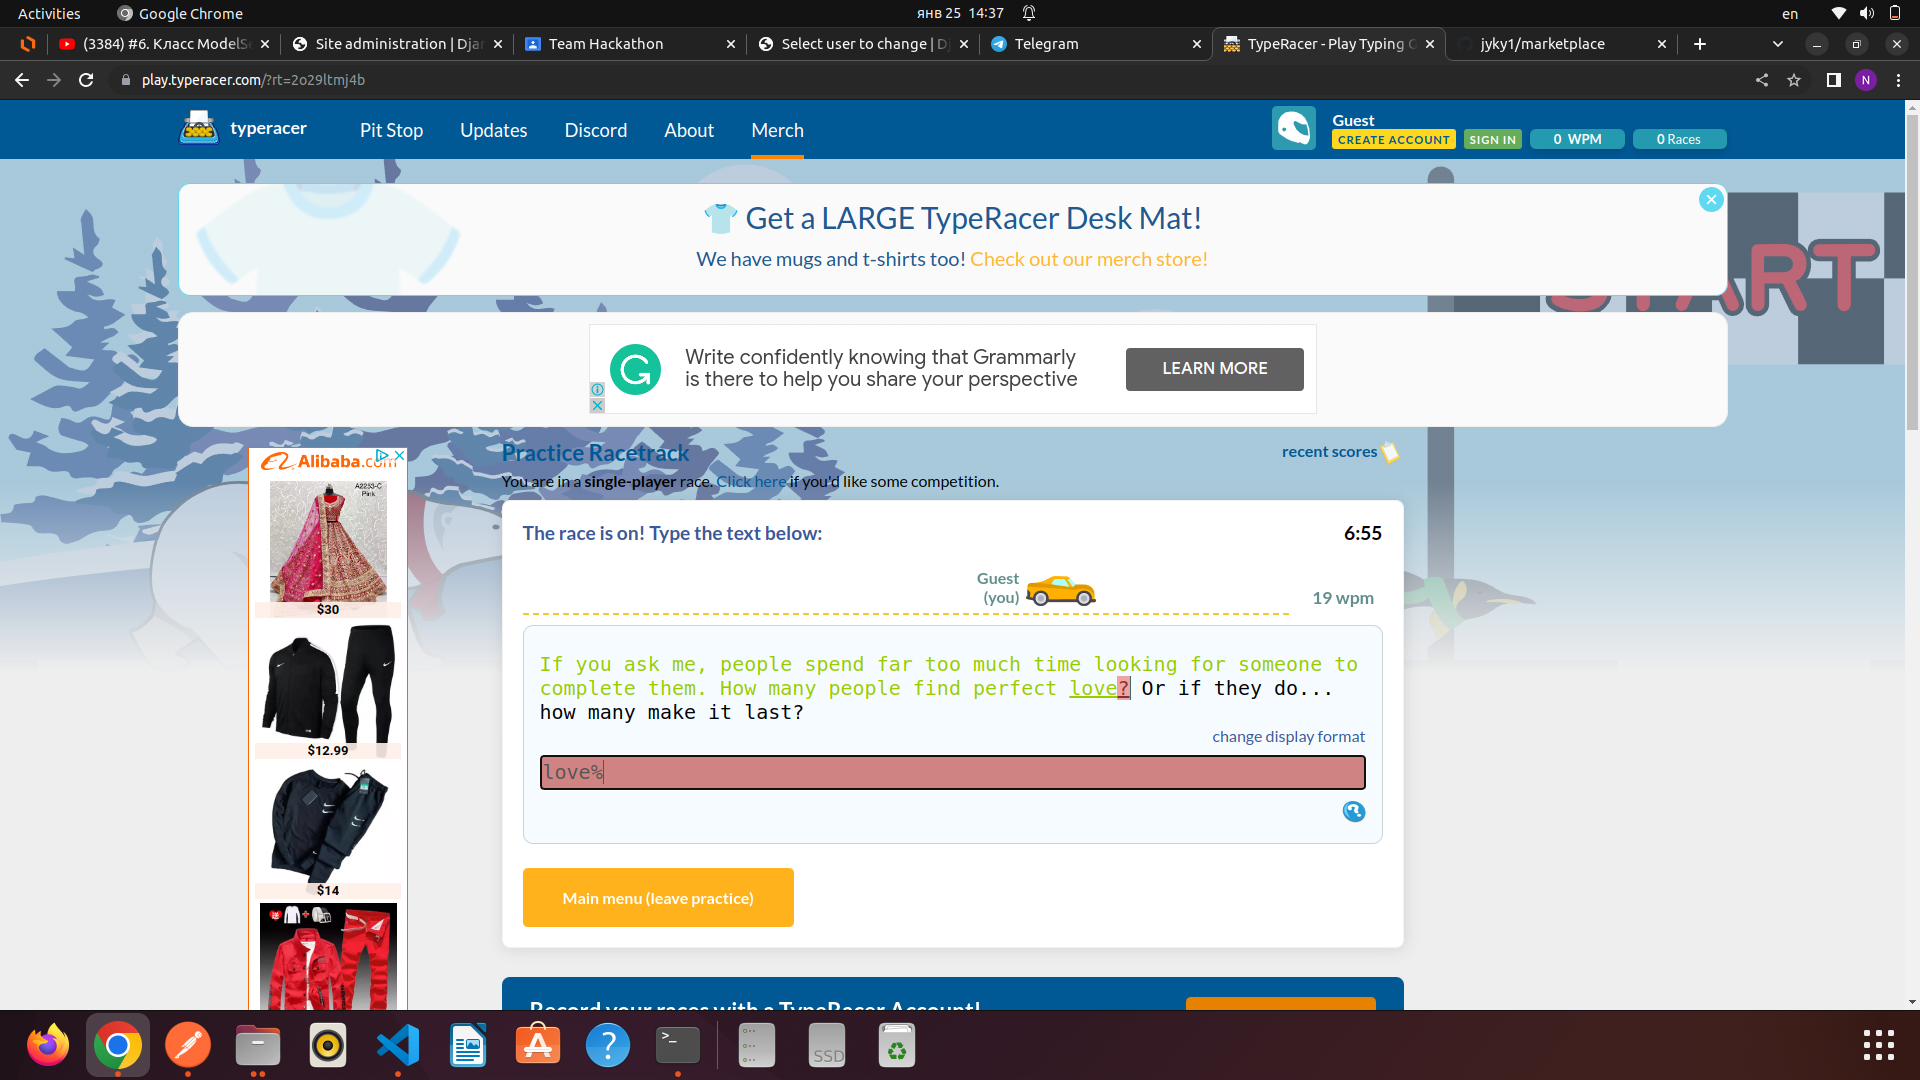 Activities
Google Chrome
янв 25 14:37
en
(3384) #6. Класс ModelS
Site administration | Djan
Team Hackathon
Select user to change | D
Telegram
TypeRacer - Play Typing G
jyky1/marketplace
play.typeracer.com/?rt=2o29ltmj4b
N
typeracer
Pit Stop
Updates
Discord
About
Merch
Guest
CREATE ACCOUNT
SIGN IN
0 WPM
0 Races
Get a LARGE TypeRacer Desk Mat!
We have mugs and t-shirts too! Check out our merch store!
START
Write confidently knowing that Grammarly
is there to help you share your perspective
LEARN MORE
Alibaba.com
A2253-C
Pink
$30
$12.99
$14
Practice Racetrack
recent scores
You are in a single-player race. Click here if you'd like some competition.
The race is on! Type the text below:
6:55
Guest
(you)
19 wpm
If you ask me, people spend far too much time looking for someone to
complete them. How many people find perfect love? Or if they do...
how many make it last?
change display format
love%
Main menu (leave practice)
Record your races with a TypeRacer Account!
SSD